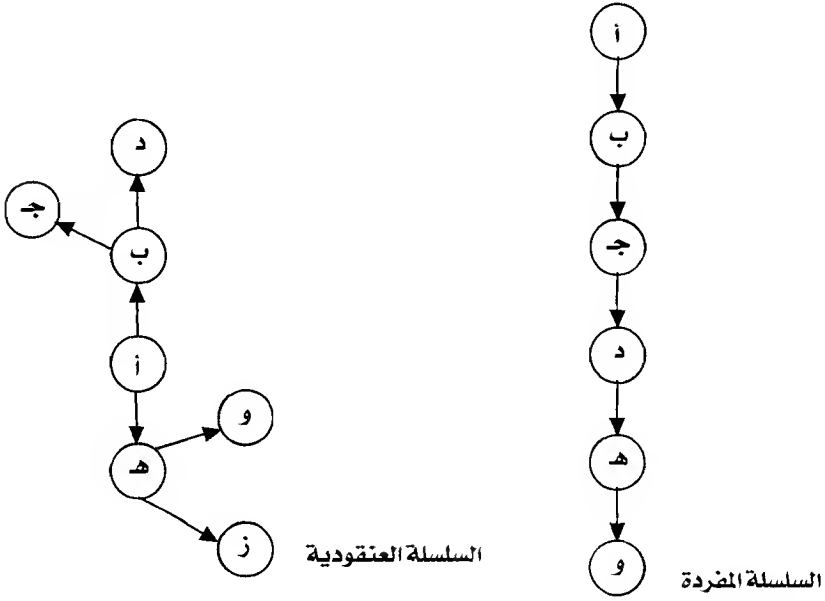 أ
ب
جـ
د
هـ
و
السلسلة المفردة
د
جـ
ب
أ
و
هـ
ز
السلسلة العنقودية